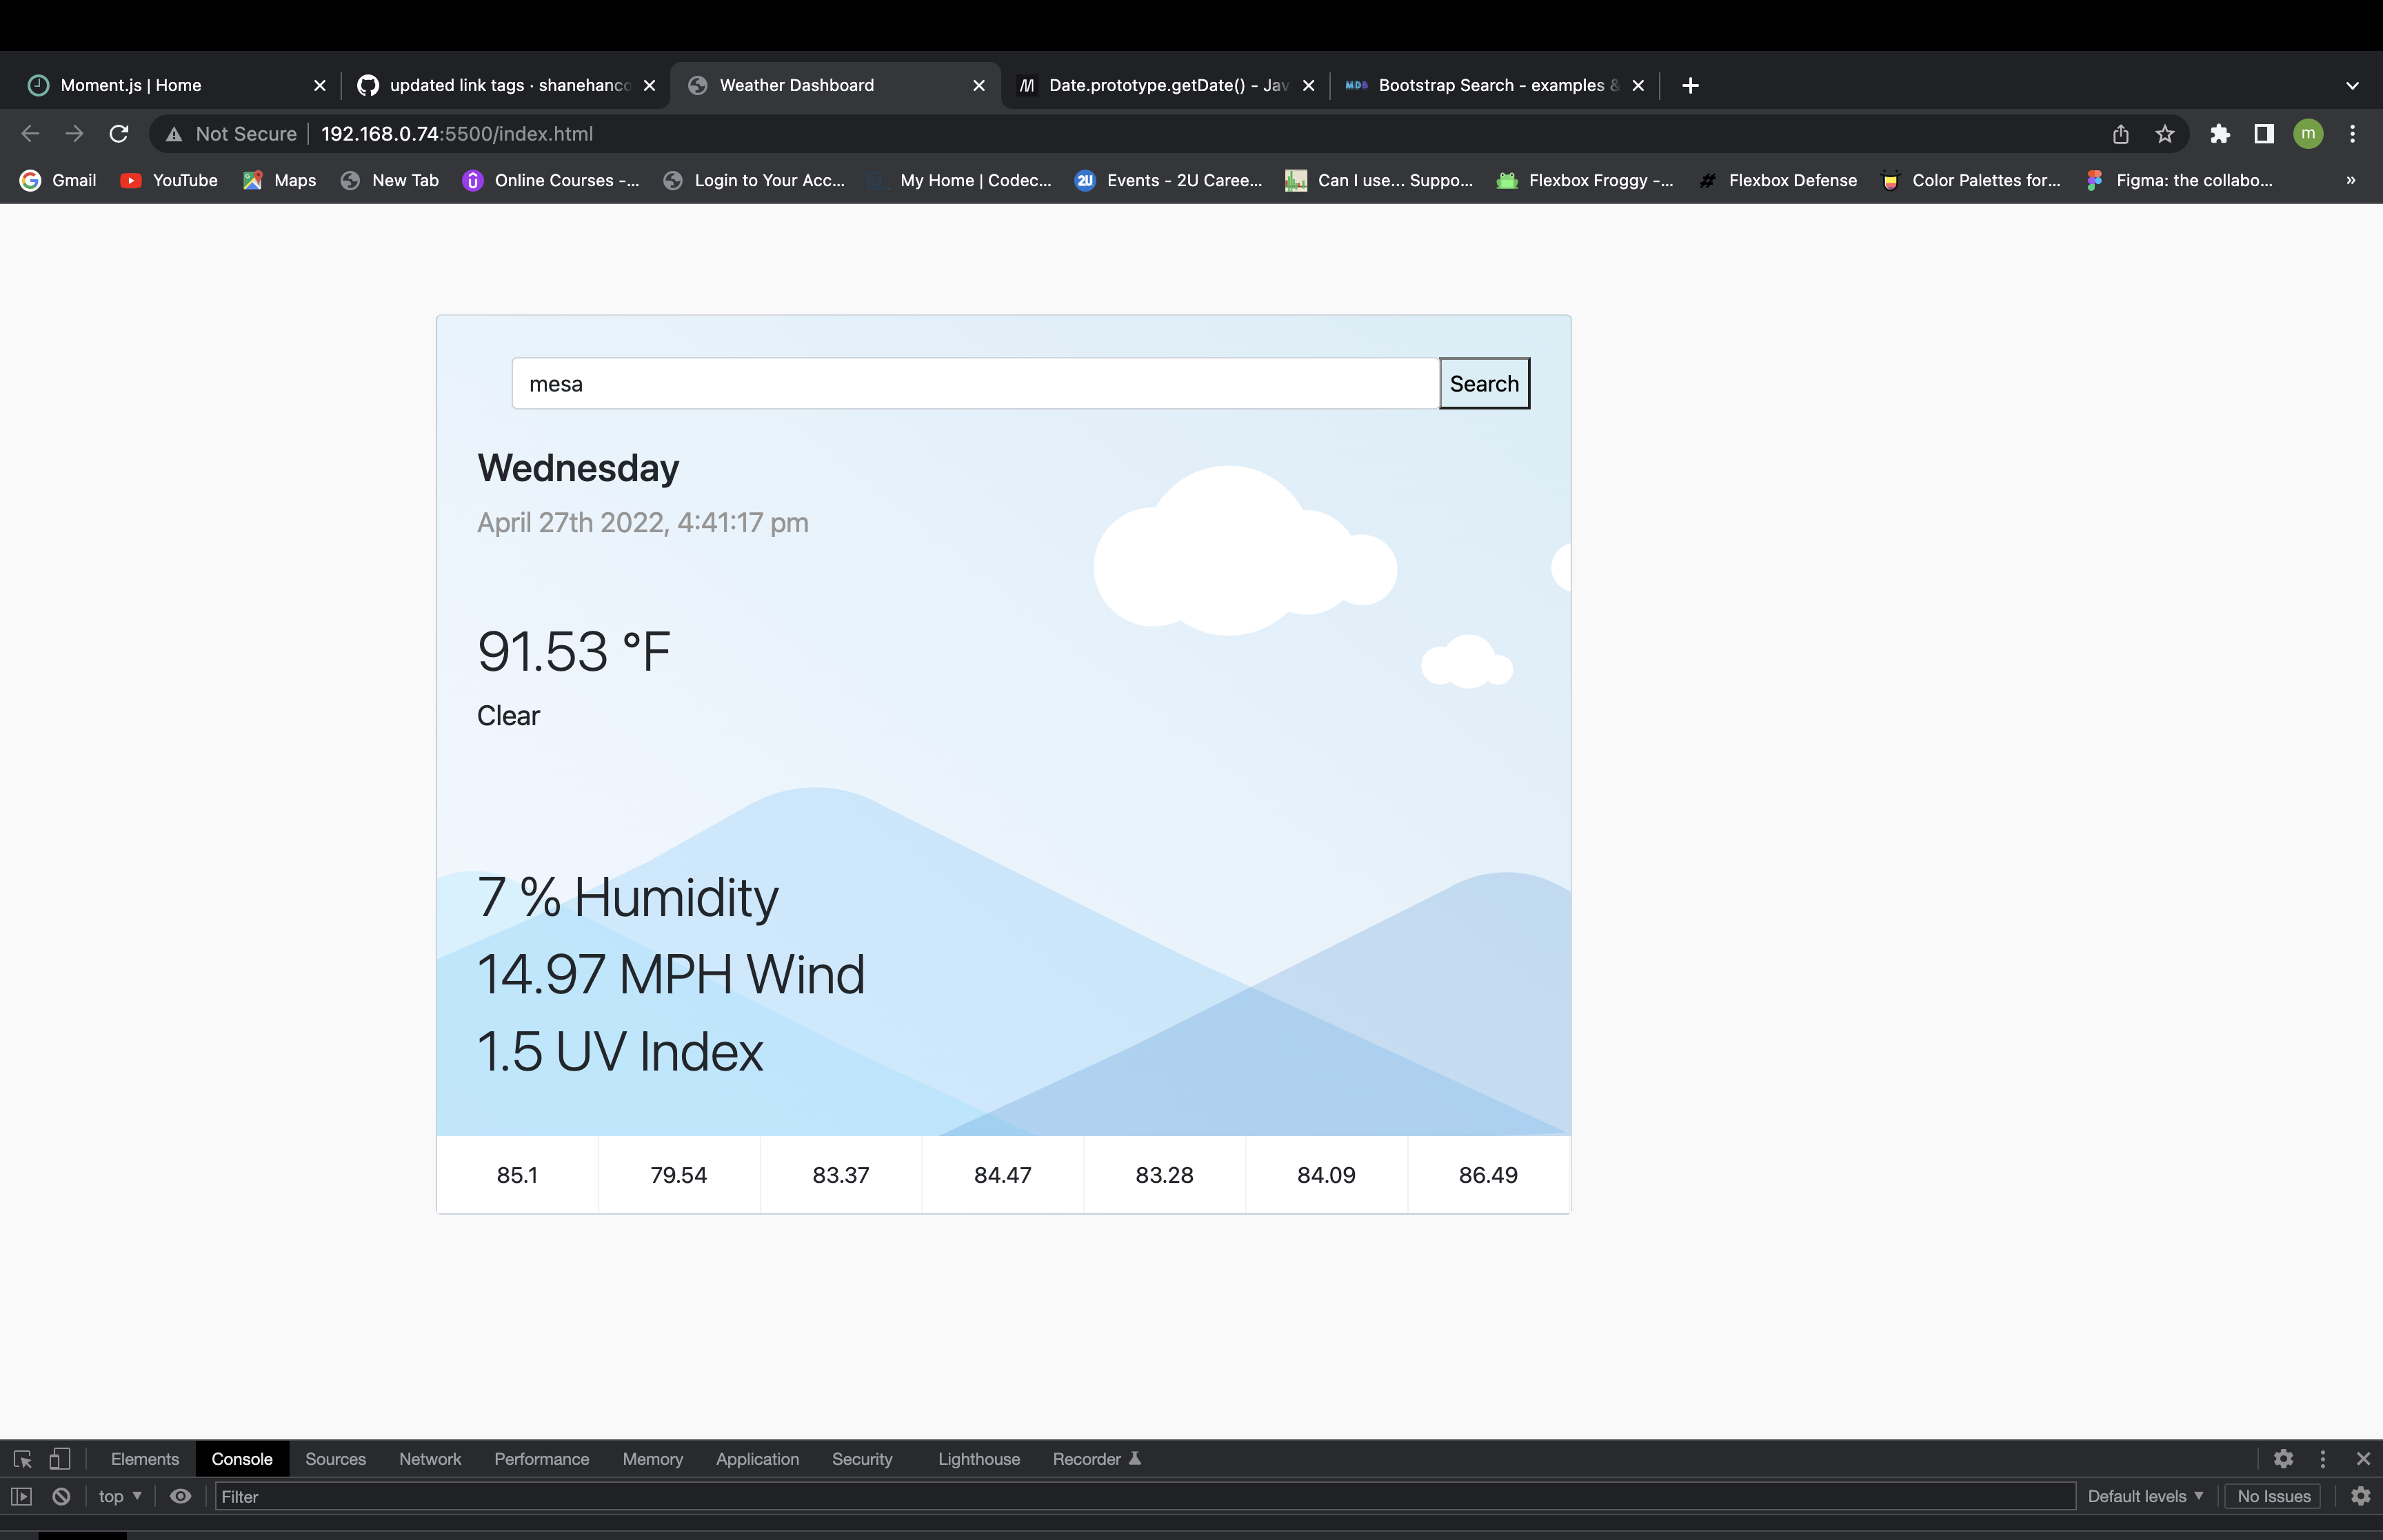 Moment.js | Home
updated link tags · shanehanco
Weather Dashboard
Date.prototype.getDate() - Jav
Bootstrap Search - examples &
Not Secure 192.168.0.74:5500/index.html
m
Gmail YouTube Maps New Tab Online Courses -... Login to Your Acc... My Home | Codec... Events - 2U Caree... Can I use... Suppo... Flexbox Froggy -... Flexbox Defense Color Palettes for... Figma: the collabo... »
mesa
Search
Wednesday
April 27th 2022, 4:41:17 pm
91.53 °F
Clear
7 % Humidity
14.97 MPH Wind
1.5 UV Index
85.1 79.54 83.37 84.47 83.28 84.09 86.49
Elements Console Sources Network Performance Memory Application Security Lighthouse Recorder
top Filter Default levels No Issues